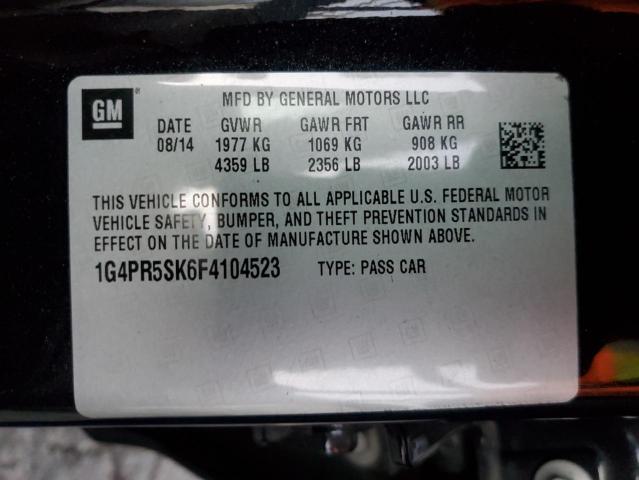 GM
MFD BY GENERAL MOTORS LLC
DATE GVWR GAWR FRT GAWR RR
08/14 1977 KG 1069 KG 908 KG
4359 LB 2356 LB 2003 LB
THIS VEHICLE CONFORMS TO ALL APPLICABLE U.S. FEDERAL MOTOR
VEHICLE SAFETY, BUMPER, AND THEFT PREVENTION STANDARDS IN
EFFECT ON THE DATE OF MANUFACTURE SHOWN ABOVE.
1G4PR5SK6F4104523 TYPE: PASS CAR